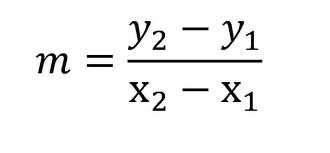 m = (y₂ − y₁) / (x₂ − x₁)